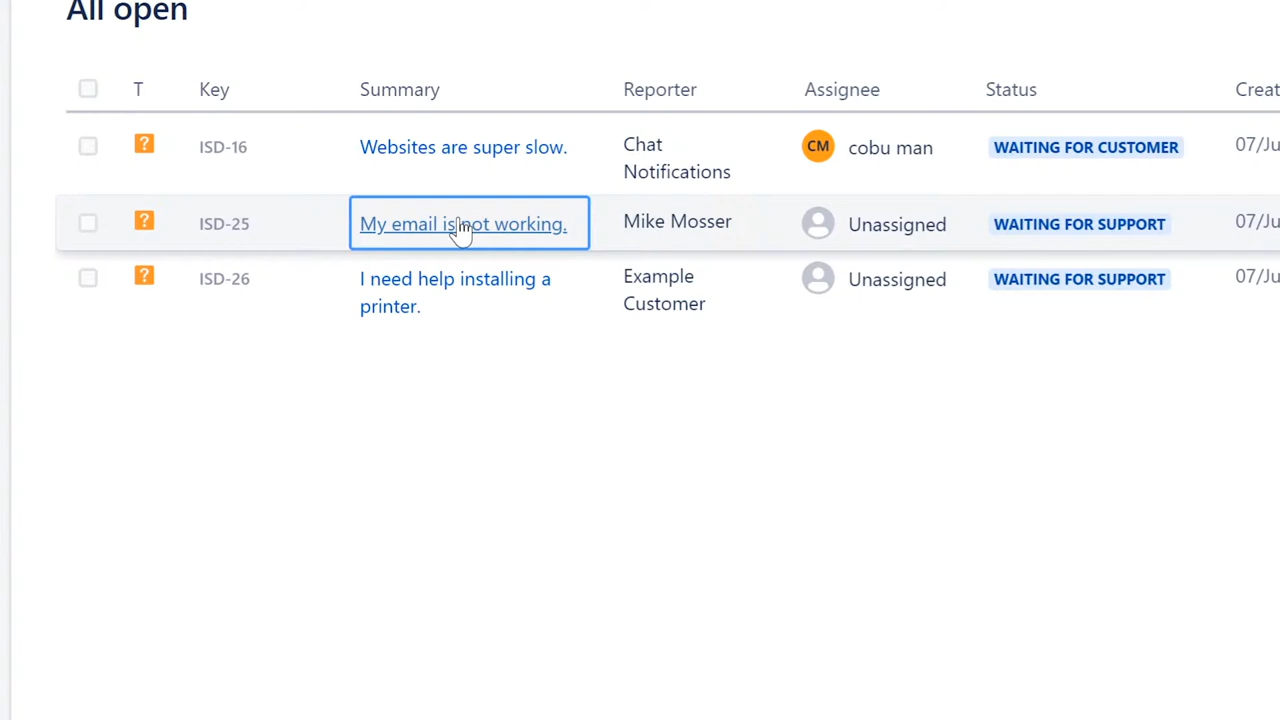 All open
T Key Summary Reporter Assignee Status Creat
? ISD-16 Websites are super slow. Chat Notifications CM cobu man WAITING FOR CUSTOMER 07/Ju
? ISD-25 My email is not working. Mike Mosser Unassigned WAITING FOR SUPPORT 07/Ju
? ISD-26 I need help installing a printer. Example Customer Unassigned WAITING FOR SUPPORT 07/Ju